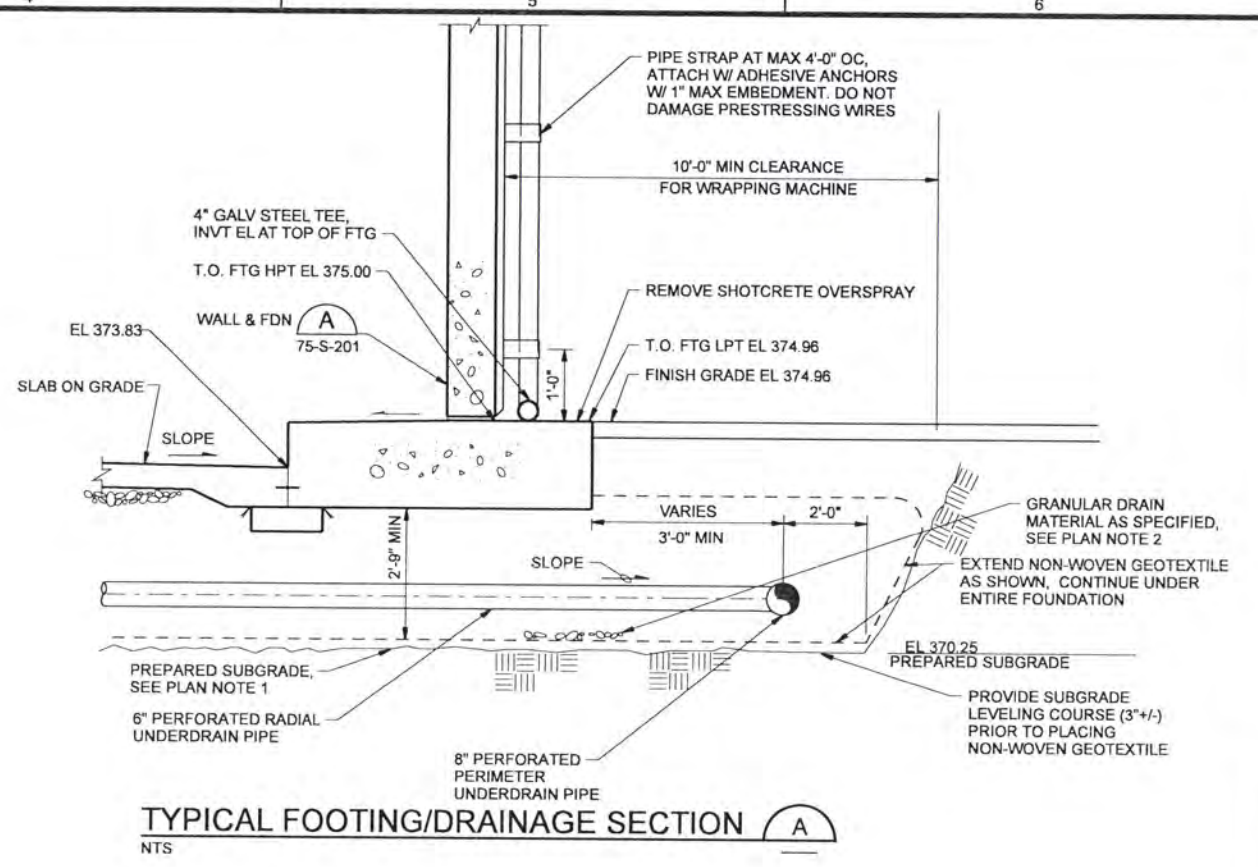 4
5
6
PIPE STRAP AT MAX 4'-0" OC,
ATTACH W/ ADHESIVE ANCHORS
W/ 1" MAX EMBEDMENT. DO NOT
DAMAGE PRESTRESSING WIRES
10'-0" MIN CLEARANCE
FOR WRAPPING MACHINE
4" GALV STEEL TEE,
INVT EL AT TOP OF FTG
T.O. FTG HPT EL 375.00
REMOVE SHOTCRETE OVERSPRAY
EL 373.83
WALL & FDN
A
75-S-201
1'-0"
T.O. FTG LPT EL 374.96
FINISH GRADE EL 374.96
SLAB ON GRADE
SLOPE
VARIES
3'-0" MIN
2'-0"
GRANULAR DRAIN
MATERIAL AS SPECIFIED,
SEE PLAN NOTE 2
2'-9" MIN
SLOPE
EXTEND NON-WOVEN GEOTEXTILE
AS SHOWN, CONTINUE UNDER
ENTIRE FOUNDATION
EL 370.25
PREPARED SUBGRADE
PREPARED SUBGRADE,
SEE PLAN NOTE 1
PROVIDE SUBGRADE
LEVELING COURSE (3"+/-)
PRIOR TO PLACING
NON-WOVEN GEOTEXTILE
6" PERFORATED RADIAL
UNDERDRAIN PIPE
8" PERFORATED
PERIMETER
UNDERDRAIN PIPE
TYPICAL FOOTING/DRAINAGE SECTION
A
NTS